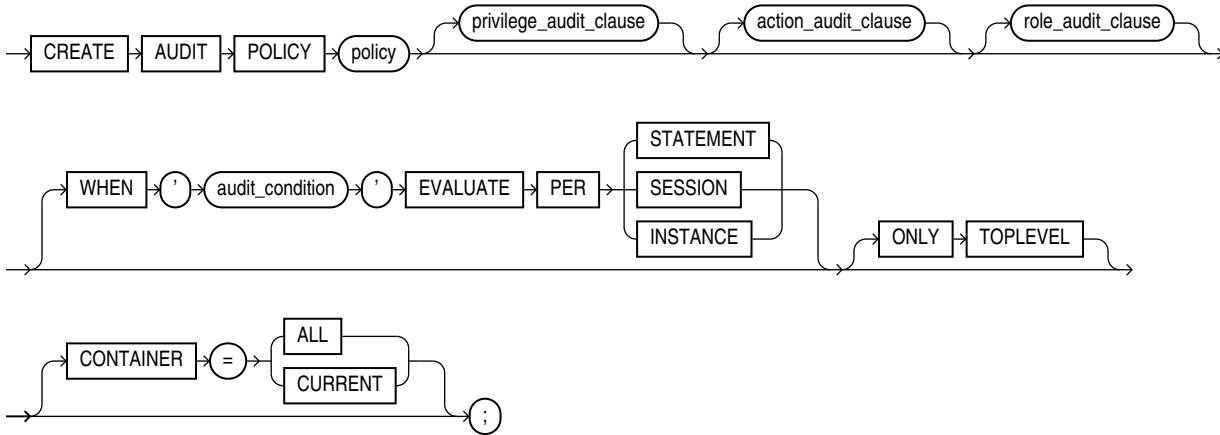 CREATE AUDIT POLICY policy privilege_audit_clause action_audit_clause role_audit_clause
WHEN ' audit_condition ' EVALUATE PER STATEMENT
SESSION
INSTANCE
ONLY TOPLEVEL
CONTAINER = ALL
CURRENT
;